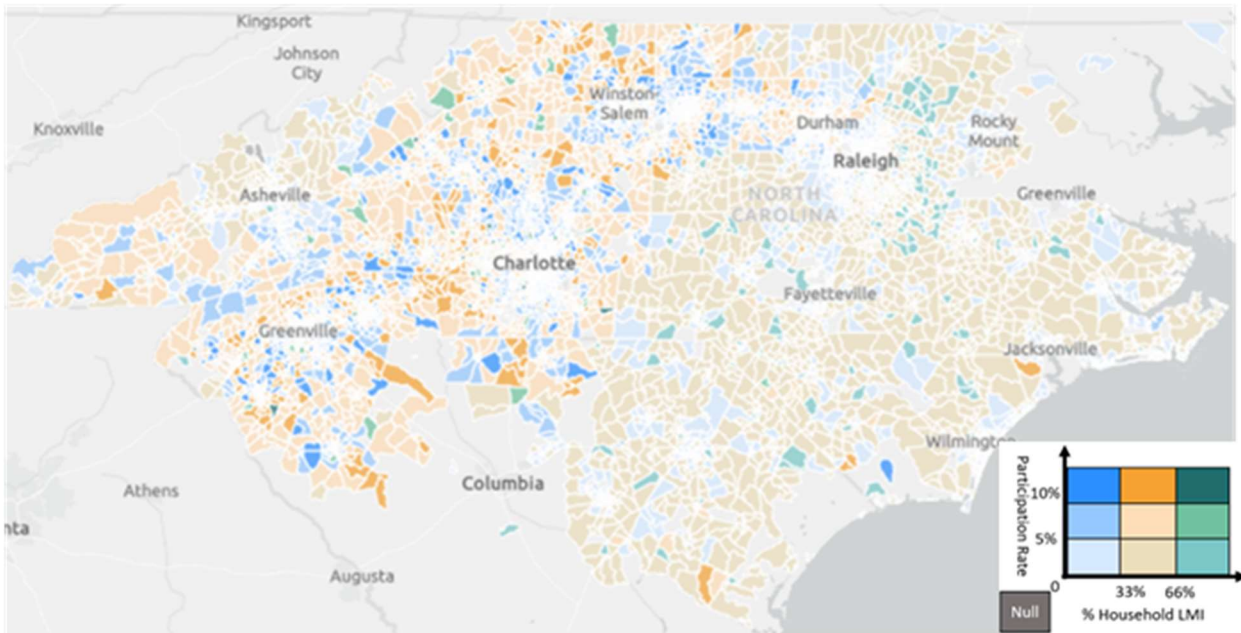 Kingsport
Johnson
City
Knoxville
Winston-
Salem
Durham
Rocky
Mount
Raleigh
Asheville
NORTH
CAROLINA
Greenville
Charlotte
Fayetteville
Greenville
Jacksonville
Wilmington
Columbia
Athens
nta
Augusta
Participation Rate
10%
5%
0
33%
66%
Null
% Household LMI